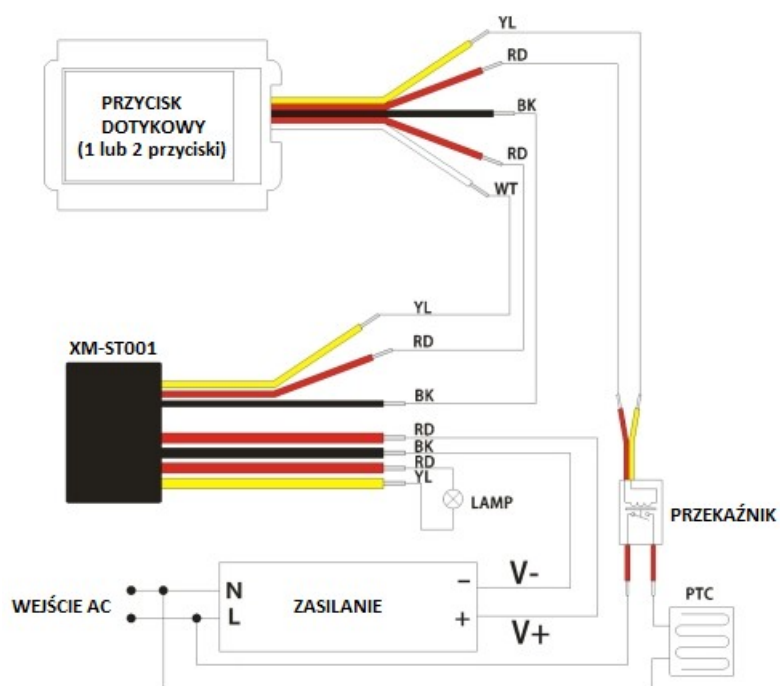 YL
RD
PRZYCISK
DOTYKOWY
(1 lub 2 przyciski)
BK
RD
WT
YL
XM-ST001
RD
BK
RD
BK
RD
YL
LAMP
PRZEKAŹNIK
WEJŚCIE AC
N
L
ZASILANIE
−
+
V-
V+
PTC